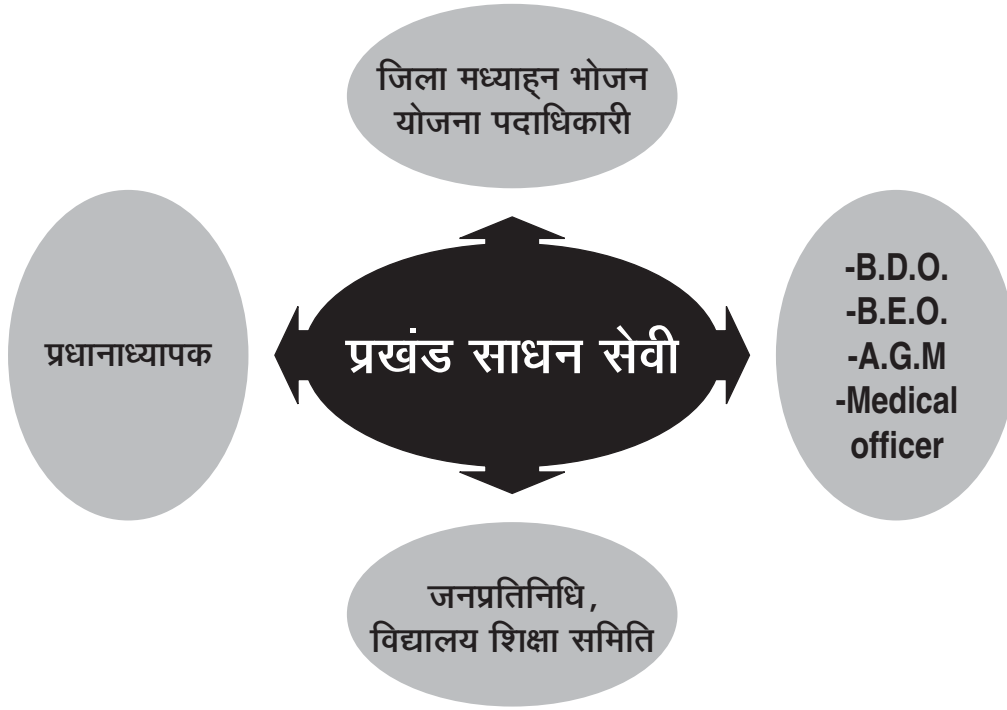 जिला मध्याह्न भोजन
योजना पदाधिकारी
प्रधानाध्यापक
प्रखंड साधन सेवी
-B.D.O.
-B.E.O.
-A.G.M
-Medical
officer
जनप्रतिनिधि,
विद्यालय शिक्षा समिति